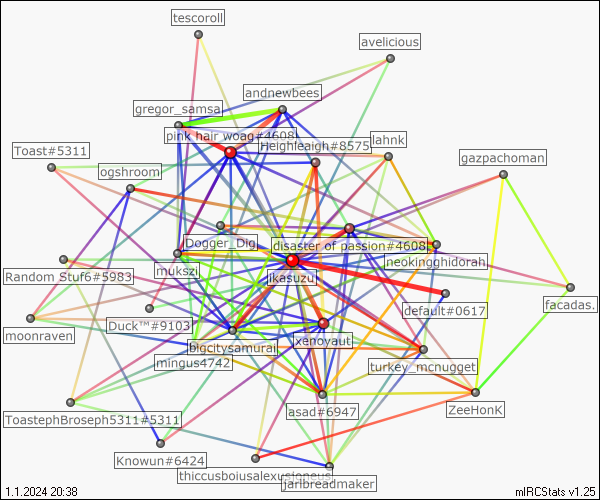 tescoroll
avelicious
andnewbees
gregor_samsa
pink hair woag#4608
Heighleaigh#8575
lahnk
Toast#5311
gazpachoman
ogshroom
Dogger_Dig
disaster of passion#4608
neokingghidorah
mukszi
Random Stuf6#5983
ikasuzu
facadas.
default#0617
Duck™#9103
moonraven
xenoyaut
bigcitysamurai
mingus4742
turkey_mcnugget
asad#6947
ZeeHonK
ToastephBroseph5311#5311
Knowun#6424
jaribreadmaker
1.1.2024 20:38
mIRCStats v1.25